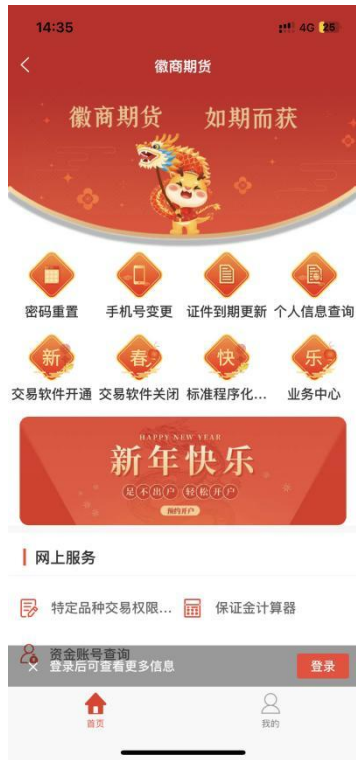 14:35
4G 26
徽商期货
徽商期货 如期而获
密码重置 手机号变更 证件到期更新 个人信息查询
新 春 快 乐
交易软件开通 交易软件关闭 标准程序化... 业务中心
HAPPY NEW YEAR
新年快乐
足不出户 轻松开户
预约开户
网上服务
特定品种交易权限... 保证金计算器
资金账号查询
登录后可查看更多信息 登录
首页 我的